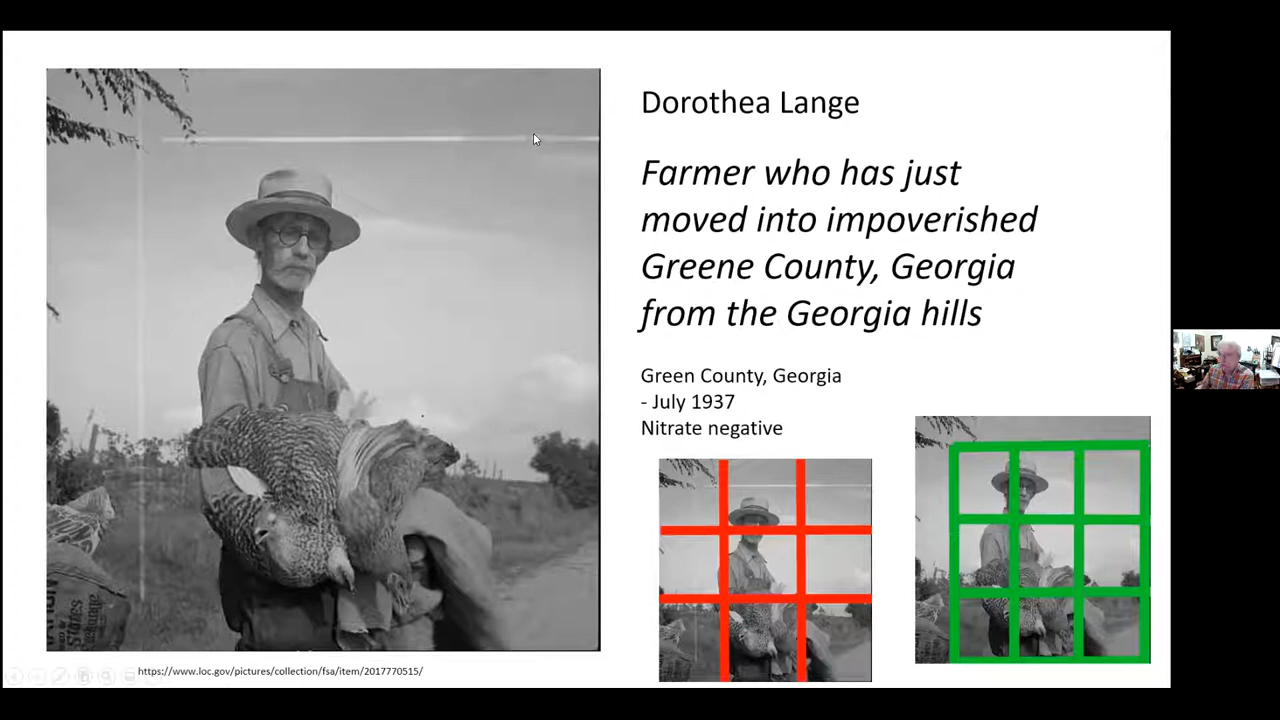 Dorothea Lange
Farmer who has just
moved into impoverished
Greene County, Georgia
from the Georgia hills
Green County, Georgia
- July 1937
Nitrate negative
https://www.loc.gov/pictures/collection/fsa/item/2017770515/